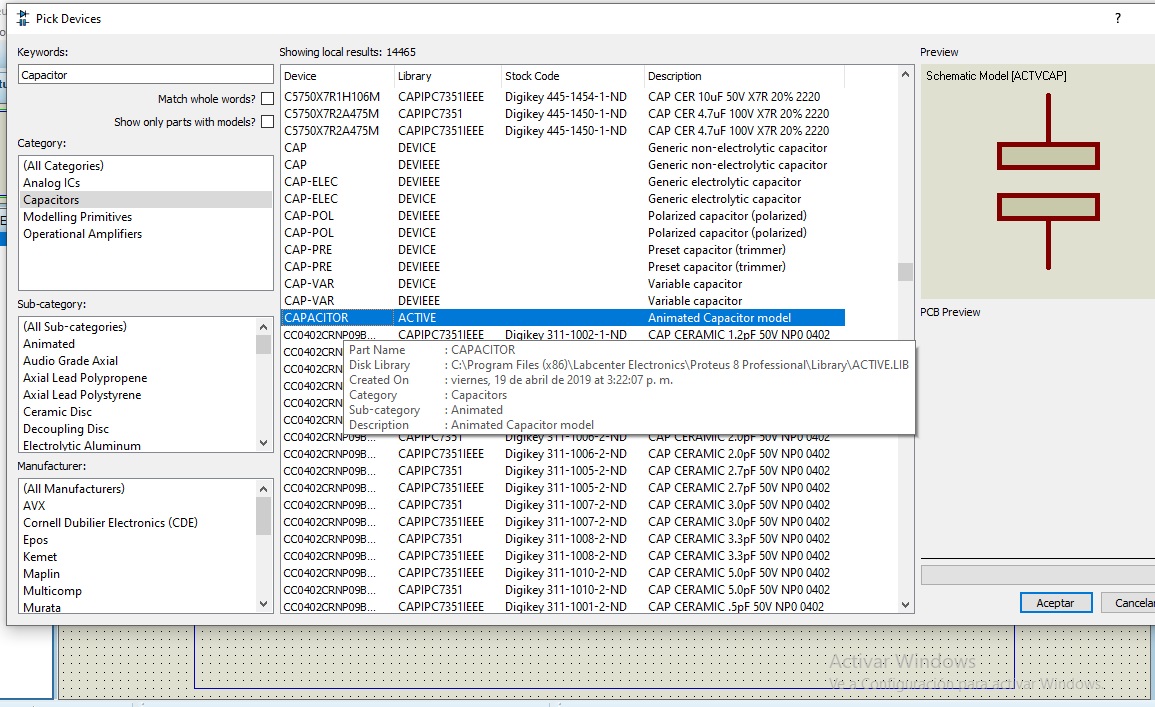 Pick Devices
?
Keywords:
Capacitor
Match whole words?
Show only parts with models?
Category:
(All Categories)
Analog ICs
Capacitors
Modelling Primitives
Operational Amplifiers
Sub-category:
(All Sub-categories)
Animated
Audio Grade Axial
Axial Lead Polypropene
Axial Lead Polystyrene
Ceramic Disc
Decoupling Disc
Electrolytic Aluminum
Manufacturer:
(All Manufacturers)
AVX
Cornell Dubilier Electronics (CDE)
Epos
Kemet
Maplin
Multicomp
Murata
Showing local results: 14465
Device Library Stock Code Description
C5750X7R1H106M CAPIPC7351IEEE Digikey 445-1454-1-ND CAP CER 10uF 50V X7R 20% 2220
C5750X7R2A475M CAPIPC7351 Digikey 445-1450-1-ND CAP CER 4.7uF 100V X7R 20% 2220
C5750X7R2A475M CAPIPC7351IEEE Digikey 445-1450-1-ND CAP CER 4.7uF 100V X7R 20% 2220
CAP DEVICE Generic non-electrolytic capacitor
CAP DEVIEEE Generic non-electrolytic capacitor
CAP-ELEC DEVICE Generic electrolytic capacitor
CAP-ELEC DEVIEEE Generic electrolytic capacitor
CAP-POL DEVICE Polarized capacitor (polarized)
CAP-POL DEVIEEE Polarized capacitor (polarized)
CAP-PRE DEVICE Preset capacitor (trimmer)
CAP-PRE DEVIEEE Preset capacitor (trimmer)
CAP-VAR DEVICE Variable capacitor
CAP-VAR DEVIEEE Variable capacitor
CAPACITOR ACTIVE Animated Capacitor model
CC0402CRNP09B... CAPIPC7351IEEE Digikey 311-1002-1-ND CAP CERAMIC 1.2pF 50V NP0 0402
CC0402CRN
CC0402CRN
CC0402CRN
CC0402CRN
CC0402CRN
Part Name : CAPACITOR
Disk Library : C:\Program Files (x86)\Labcenter Electronics\Proteus 8 Professional\Library\ACTIVE.LIB
Created On : viernes, 19 de abril de 2019 at 3:22:07 p. m.
Category : Capacitors
Sub-category : Animated
Description : Animated Capacitor model
CC0402CRNP09B... CAPIPC7351 Digikey 311-1006-2-ND CAP CERAMIC 2.0pF 50V NP0 0402
CC0402CRNP09B... CAPIPC7351IEEE Digikey 311-1006-2-ND CAP CERAMIC 2.0pF 50V NP0 0402
CC0402CRNP09B... CAPIPC7351 Digikey 311-1005-2-ND CAP CERAMIC 2.7pF 50V NP0 0402
CC0402CRNP09B... CAPIPC7351IEEE Digikey 311-1005-2-ND CAP CERAMIC 2.7pF 50V NP0 0402
CC0402CRNP09B... CAPIPC7351 Digikey 311-1007-2-ND CAP CERAMIC 3.0pF 50V NP0 0402
CC0402CRNP09B... CAPIPC7351IEEE Digikey 311-1007-2-ND CAP CERAMIC 3.0pF 50V NP0 0402
CC0402CRNP09B... CAPIPC7351 Digikey 311-1008-2-ND CAP CERAMIC 3.3pF 50V NP0 0402
CC0402CRNP09B... CAPIPC7351IEEE Digikey 311-1008-2-ND CAP CERAMIC 3.3pF 50V NP0 0402
CC0402CRNP09B... CAPIPC7351IEEE Digikey 311-1010-2-ND CAP CERAMIC 5.0pF 50V NP0 0402
CC0402CRNP09B... CAPIPC7351 Digikey 311-1010-2-ND CAP CERAMIC 5.0pF 50V NP0 0402
CC0402CRNP09B... CAPIPC7351IEEE Digikey 311-1001-2-ND CAP CERAMIC .5pF 50V NP0 0402
Preview
Schematic Model [ACTVCAP]
PCB Preview
Aceptar
Cancelar
Activar Windows
Ve a Configuración para activar Windows.